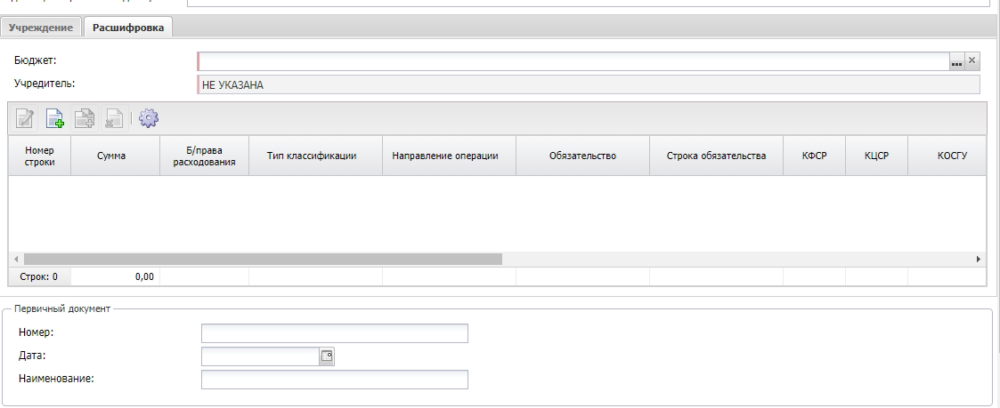 Учреждение Расшифровка
Бюджет:
Учредитель: НЕ УКАЗАНА
Номер строки Сумма Б/права расходования Тип классификации Направление операции Обязательство Строка обязательства КФСР КЦСР КОСГУ
Строк: 0 0,00
Первичный документ
Номер:
Дата:
Наименование: